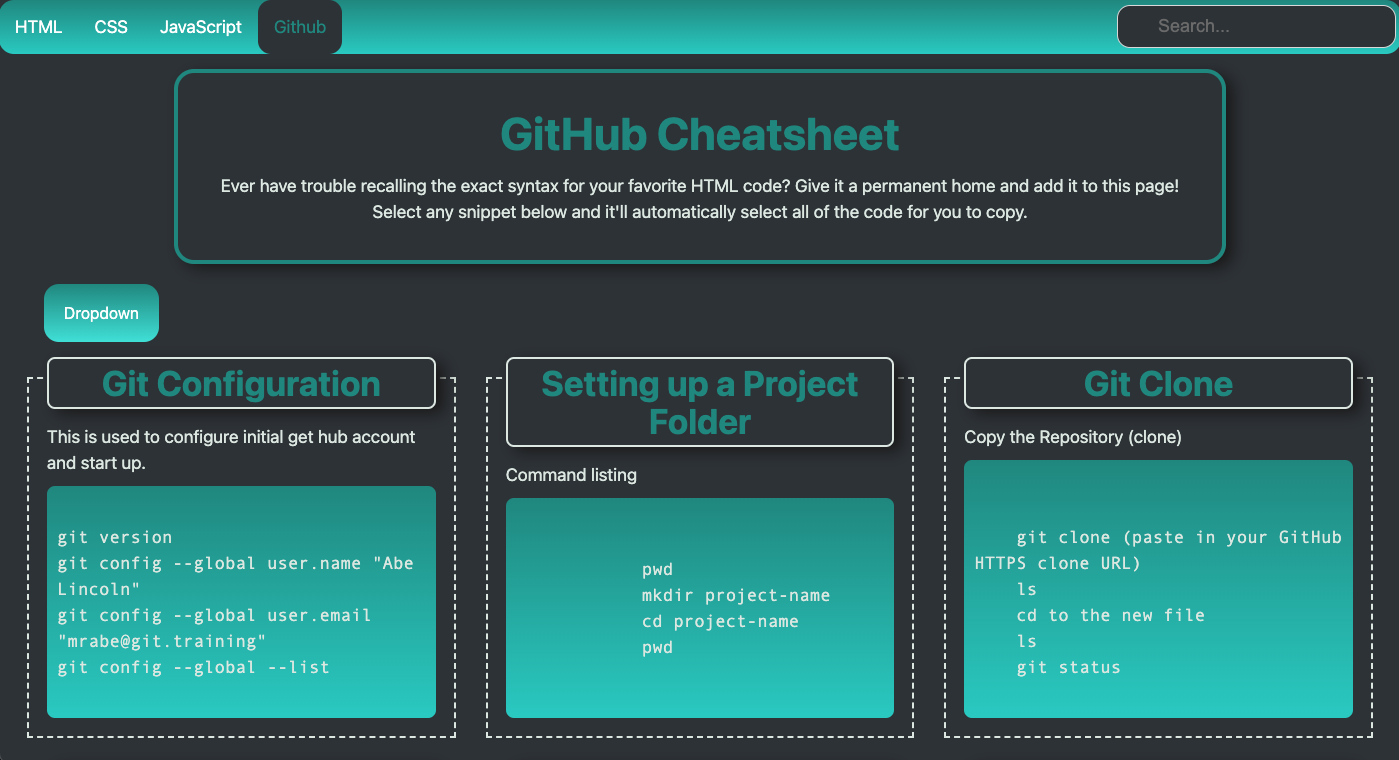 HTML CSS JavaScript Github Search...
GitHub Cheatsheet
Ever have trouble recalling the exact syntax for your favorite HTML code? Give it a permanent home and add it to this page!
Select any snippet below and it'll automatically select all of the code for you to copy.
Dropdown
Git Configuration
This is used to configure initial get hub account
and start up.
git version
git config --global user.name "Abe
Lincoln"
git config --global user.email
"mrabe@git.training"
git config --global --list
Setting up a Project
Folder
Command listing
pwd
mkdir project-name
cd project-name
pwd
Git Clone
Copy the Repository (clone)
git clone (paste in your GitHub
HTTPS clone URL)
ls
cd to the new file
ls
git status